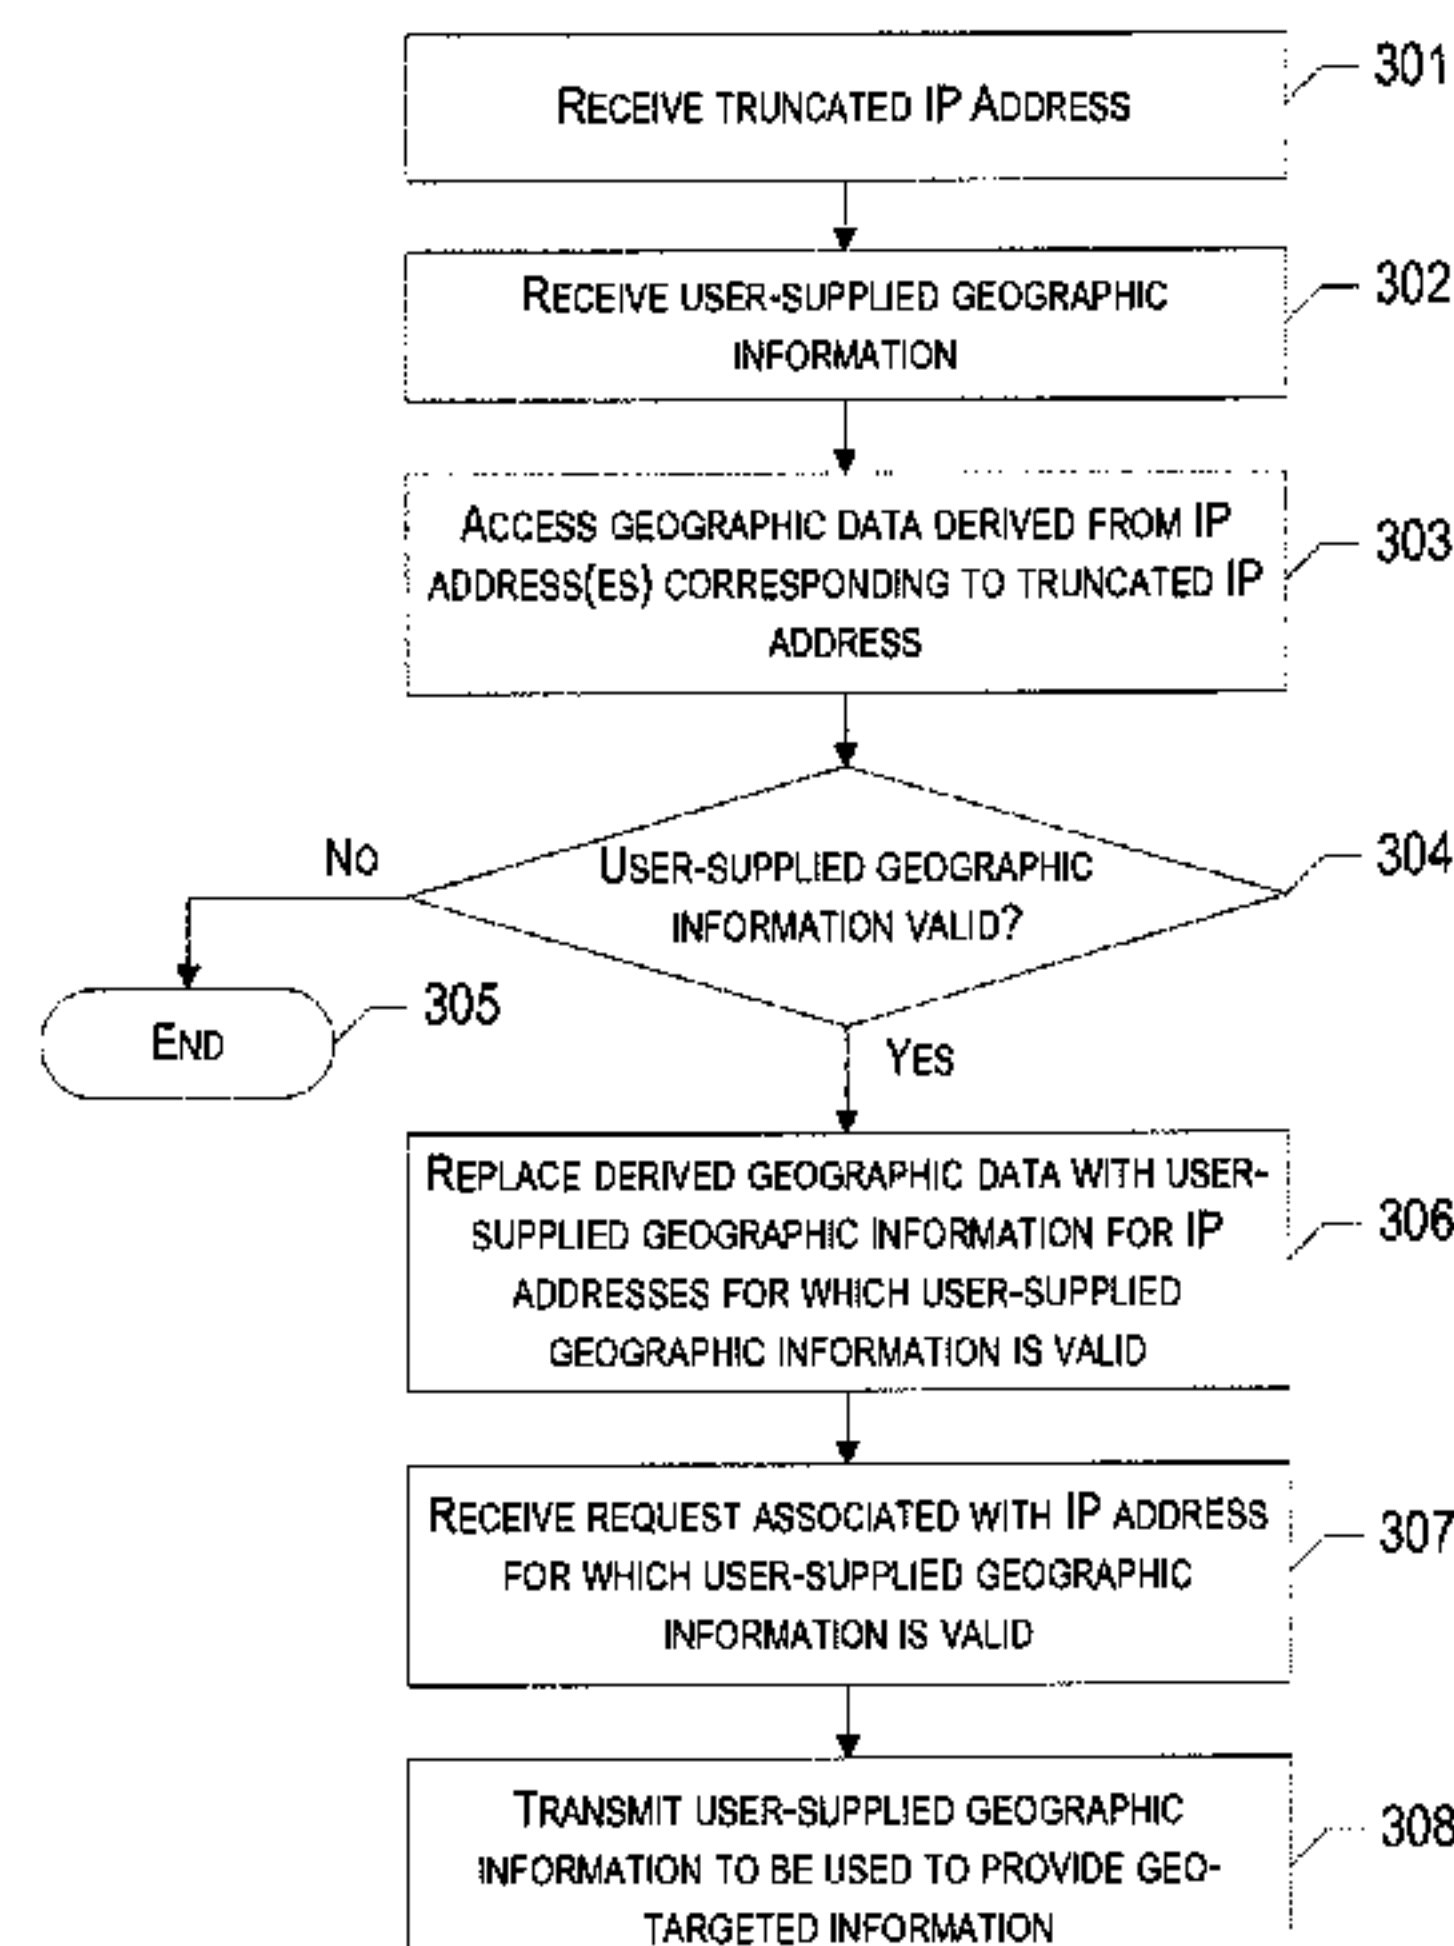 RECEIVE TRUNCATED IP ADDRESS
301
RECEIVE USER-SUPPLIED GEOGRAPHIC
INFORMATION
302
ACCESS GEOGRAPHIC DATA DERIVED FROM IP
ADDRESS(ES) CORRESPONDING TO TRUNCATED IP
ADDRESS
303
NO
USER-SUPPLIED GEOGRAPHIC
INFORMATION VALID?
304
END
305
YES
REPLACE DERIVED GEOGRAPHIC DATA WITH USER-
SUPPLIED GEOGRAPHIC INFORMATION FOR IP
ADDRESSES FOR WHICH USER-SUPPLIED
GEOGRAPHIC INFORMATION IS VALID
306
RECEIVE REQUEST ASSOCIATED WITH IP ADDRESS
FOR WHICH USER-SUPPLIED GEOGRAPHIC
INFORMATION IS VALID
307
TRANSMIT USER-SUPPLIED GEOGRAPHIC
INFORMATION TO BE USED TO PROVIDE GEO-
TARGETED INFORMATION
308